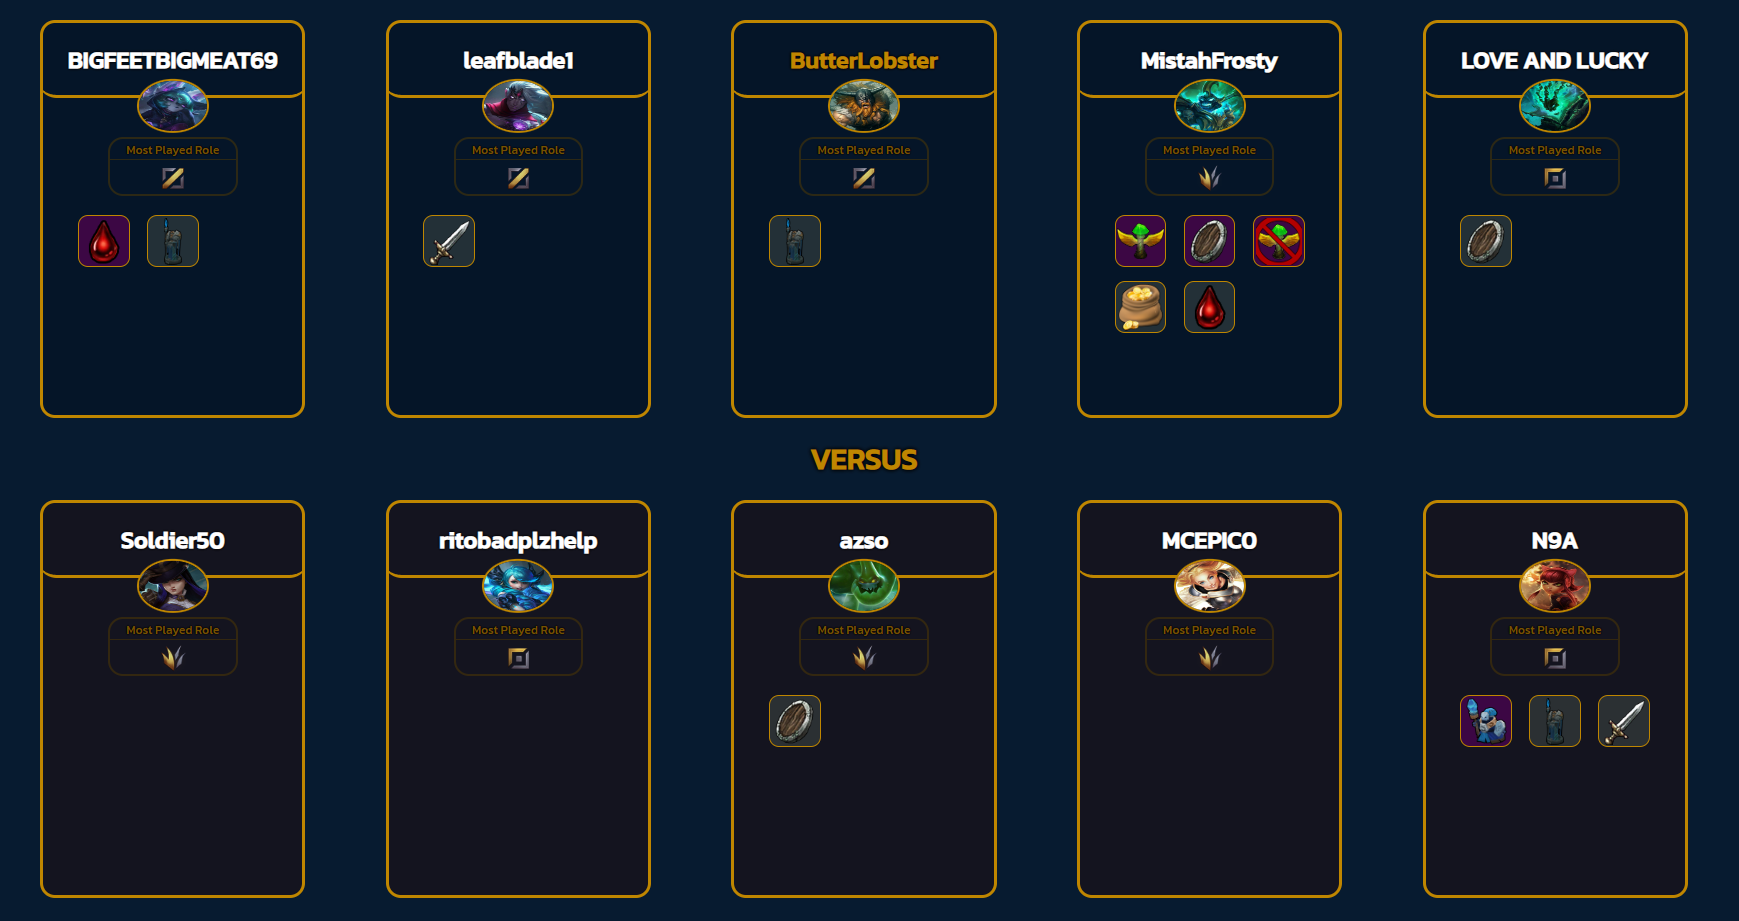 BIGFEETBIGMEAT69
Most Played Role
leafblade1
Most Played Role
ButterLobster
Most Played Role
MistahFrosty
Most Played Role
LOVE AND LUCKY
Most Played Role
VERSUS
Soldier50
Most Played Role
ritobadplzhelp
Most Played Role
azso
Most Played Role
MCEPICO
Most Played Role
N9A
Most Played Role